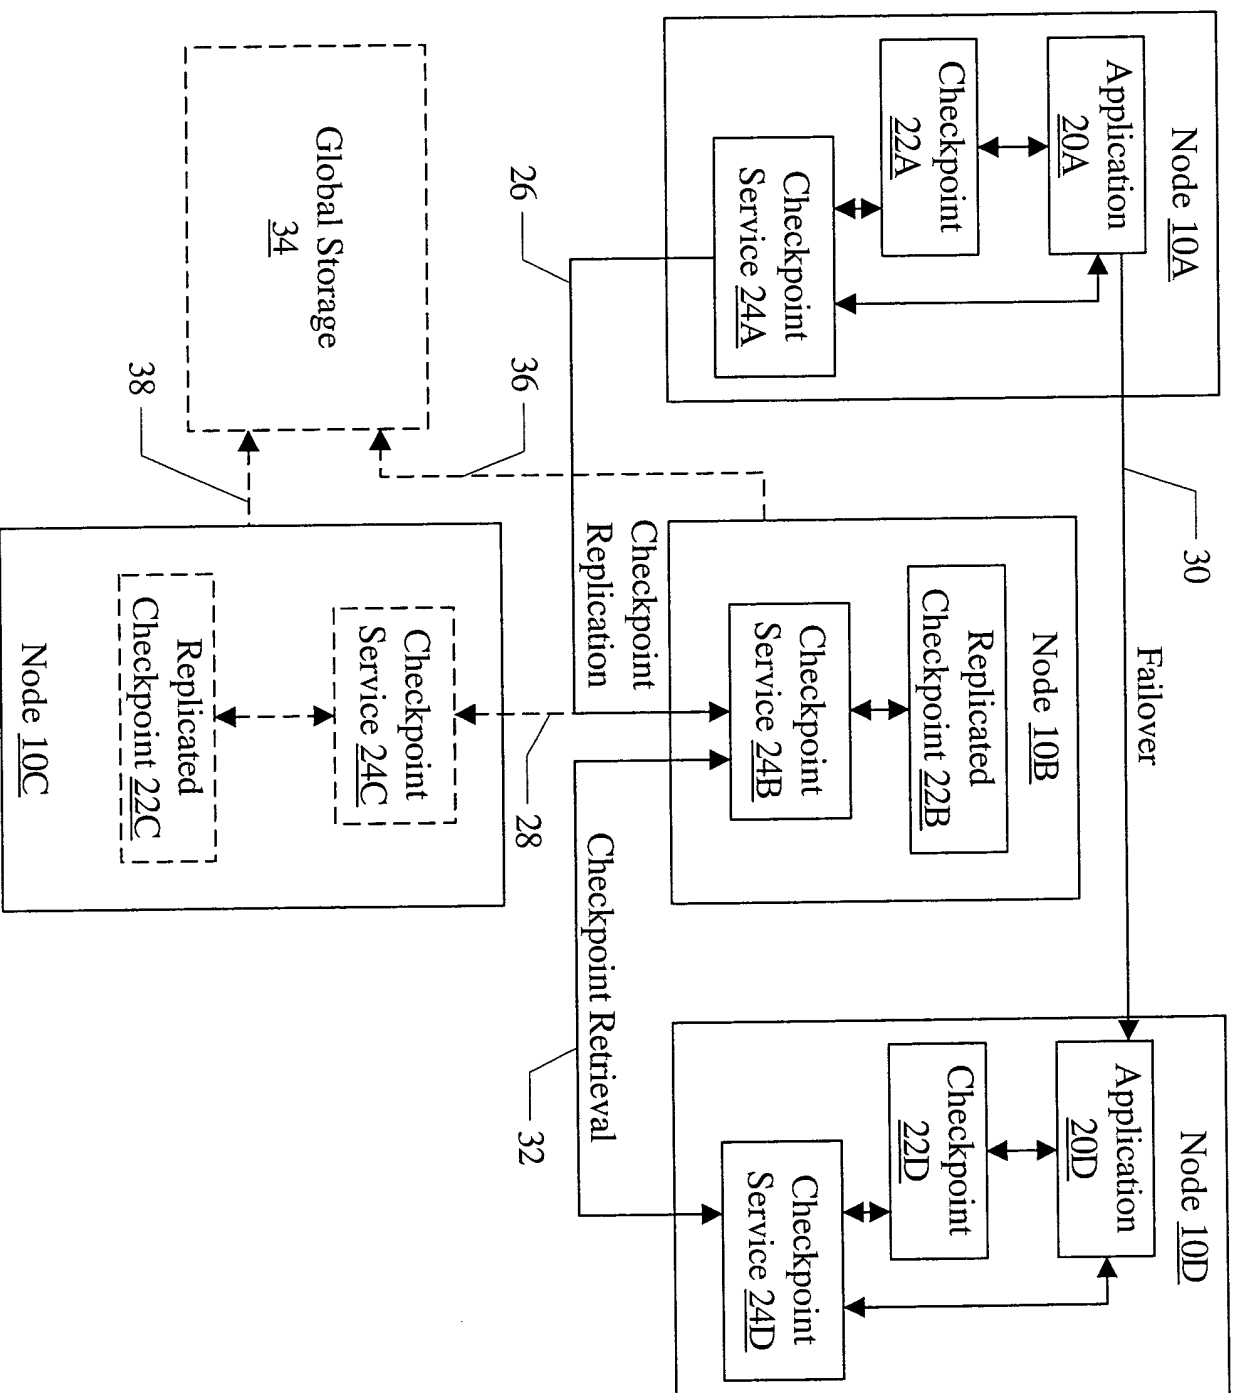 Node 10A
Application
20A
Checkpoint
22A
Checkpoint
Service 24A
30
Failover
Node 10B
Replicated
Checkpoint 22B
Checkpoint
Service 24B
Node 10D
Application
20D
Checkpoint
22D
Checkpoint
Service 24D
26
Checkpoint
Replication
36
28
Checkpoint Retrieval
32
Global Storage
34
38
Checkpoint
Service 24C
Replicated
Checkpoint 22C
Node 10C